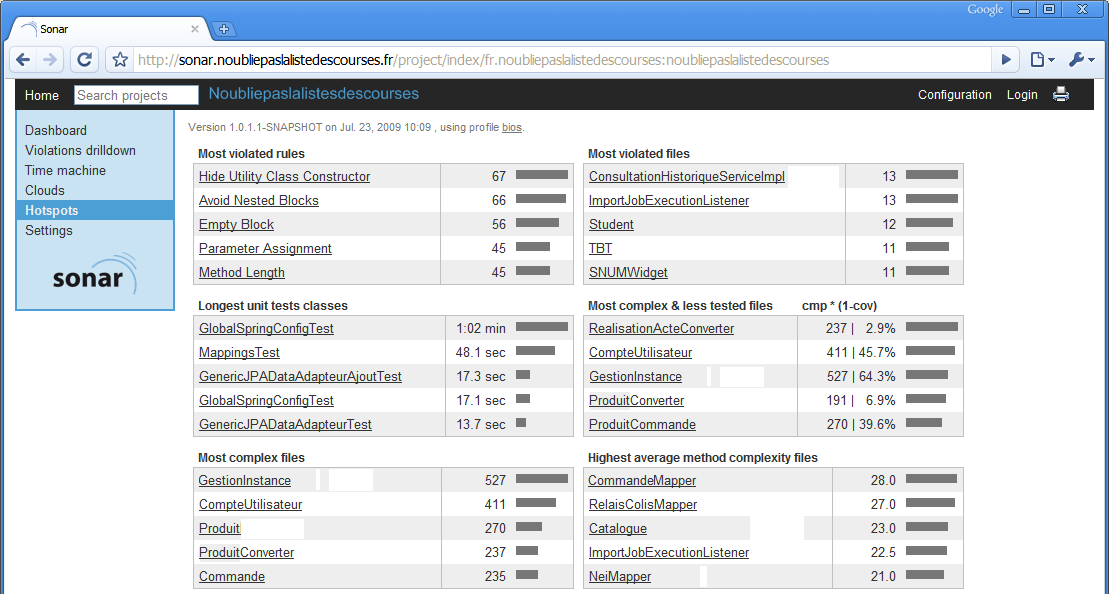 Google
Sonar
http://sonar.noubliepaslalistedescourses.fr/project/index/fr.noubliepaslalistedescourses:noubliepaslalistedescourses
Home Search projects Noubliepaslalistesdescourses Configuration Login
Dashboard
Violations drilldown
Time machine
Clouds
Hotspots
Settings
sonar
Version 1.0.1.1-SNAPSHOT on Jul. 23, 2009 10:09 , using profile bios.
Most violated rules
Hide Utility Class Constructor 67
Avoid Nested Blocks 66
Empty Block 56
Parameter Assignment 45
Method Length 45
Most violated files
ConsultationHistoriqueServiceImpl 13
ImportJobExecutionListener 13
Student 12
TBT 11
SNUMWidget 11
Longest unit tests classes
GlobalSpringConfigTest 1:02 min
MappingsTest 48.1 sec
GenericJPADataAdapteurAjoutTest 17.3 sec
GlobalSpringConfigTest 17.1 sec
GenericJPADataAdapteurTest 13.7 sec
Most complex & less tested files cmp * (1-cov)
RealisationActeConverter 237 | 2.9%
CompteUtilisateur 411 | 45.7%
GestionInstance 527 | 64.3%
ProduitConverter 191 | 6.9%
ProduitCommande 270 | 39.6%
Most complex files
GestionInstance 527
CompteUtilisateur 411
Produit 270
ProduitConverter 237
Commande 235
Highest average method complexity files
CommandeMapper 28.0
RelaisColisMapper 27.0
Catalogue 23.0
ImportJobExecutionListener 22.5
NeiMapper 21.0